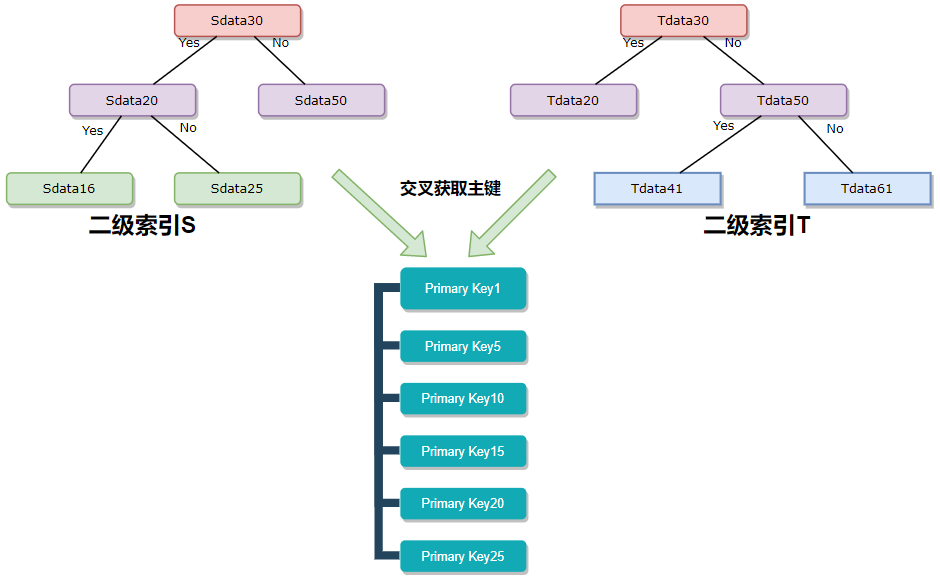 Sdata30
Yes
No
Sdata20
Sdata50
Yes
No
Sdata16
Sdata25
二级索引S
Tdata30
Yes
No
Tdata20
Tdata50
Yes
No
Tdata41
Tdata61
二级索引T
交叉获取主键
Primary Key1
Primary Key5
Primary Key10
Primary Key15
Primary Key20
Primary Key25